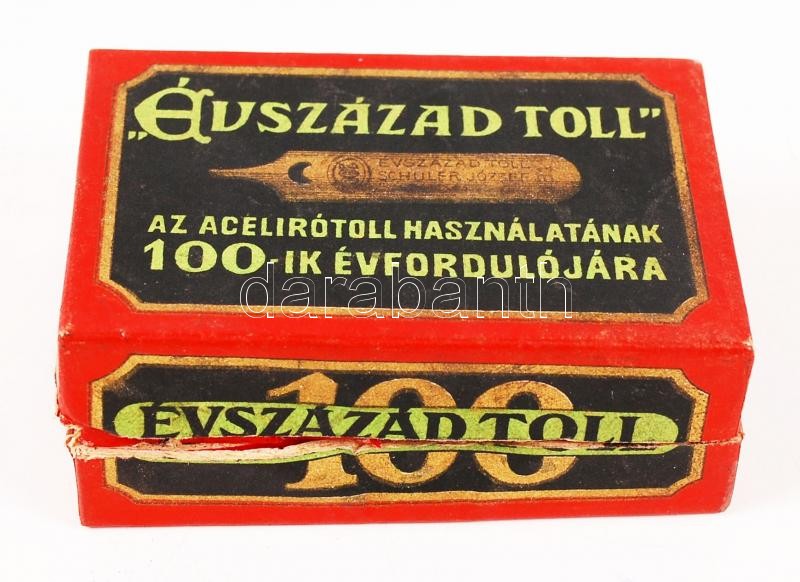 „ÉVSZÁZAD TOLL”
ÉVSZÁZAD TOLL
SCHULER JÓZSEF
AZ ACÉLIRÓTOLL HASZNÁLATÁNAK
100-IK ÉVFORDULÓJÁRA
darabanth
100
ÉVSZÁZAD TOLL